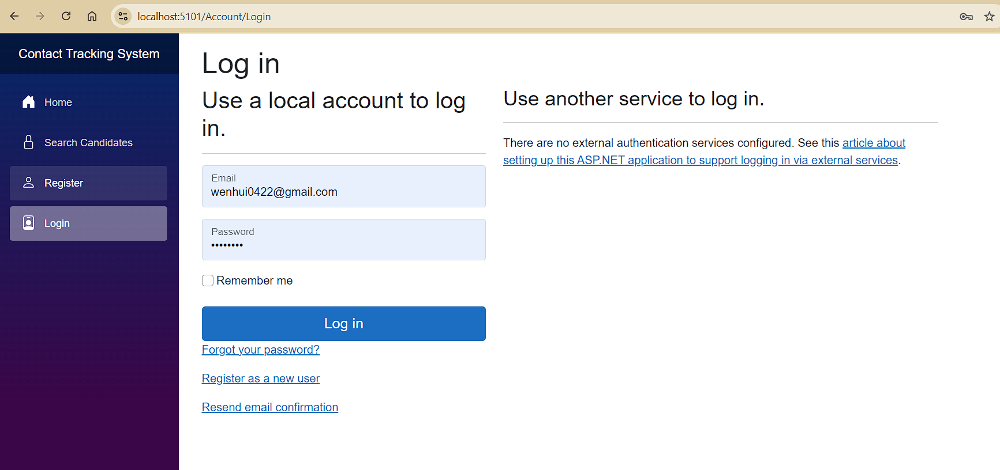 localhost:5101/Account/Login
Contact Tracking System
Home
Search Candidates
Register
Login
Log in
Use a local account to log
in.
Email
wenhui0422@gmail.com
Password
••••••••
Remember me
Log in
Forgot your password?
Register as a new user
Resend email confirmation
Use another service to log in.
There are no external authentication services configured. See this article about
setting up this ASP.NET application to support logging in via external services.